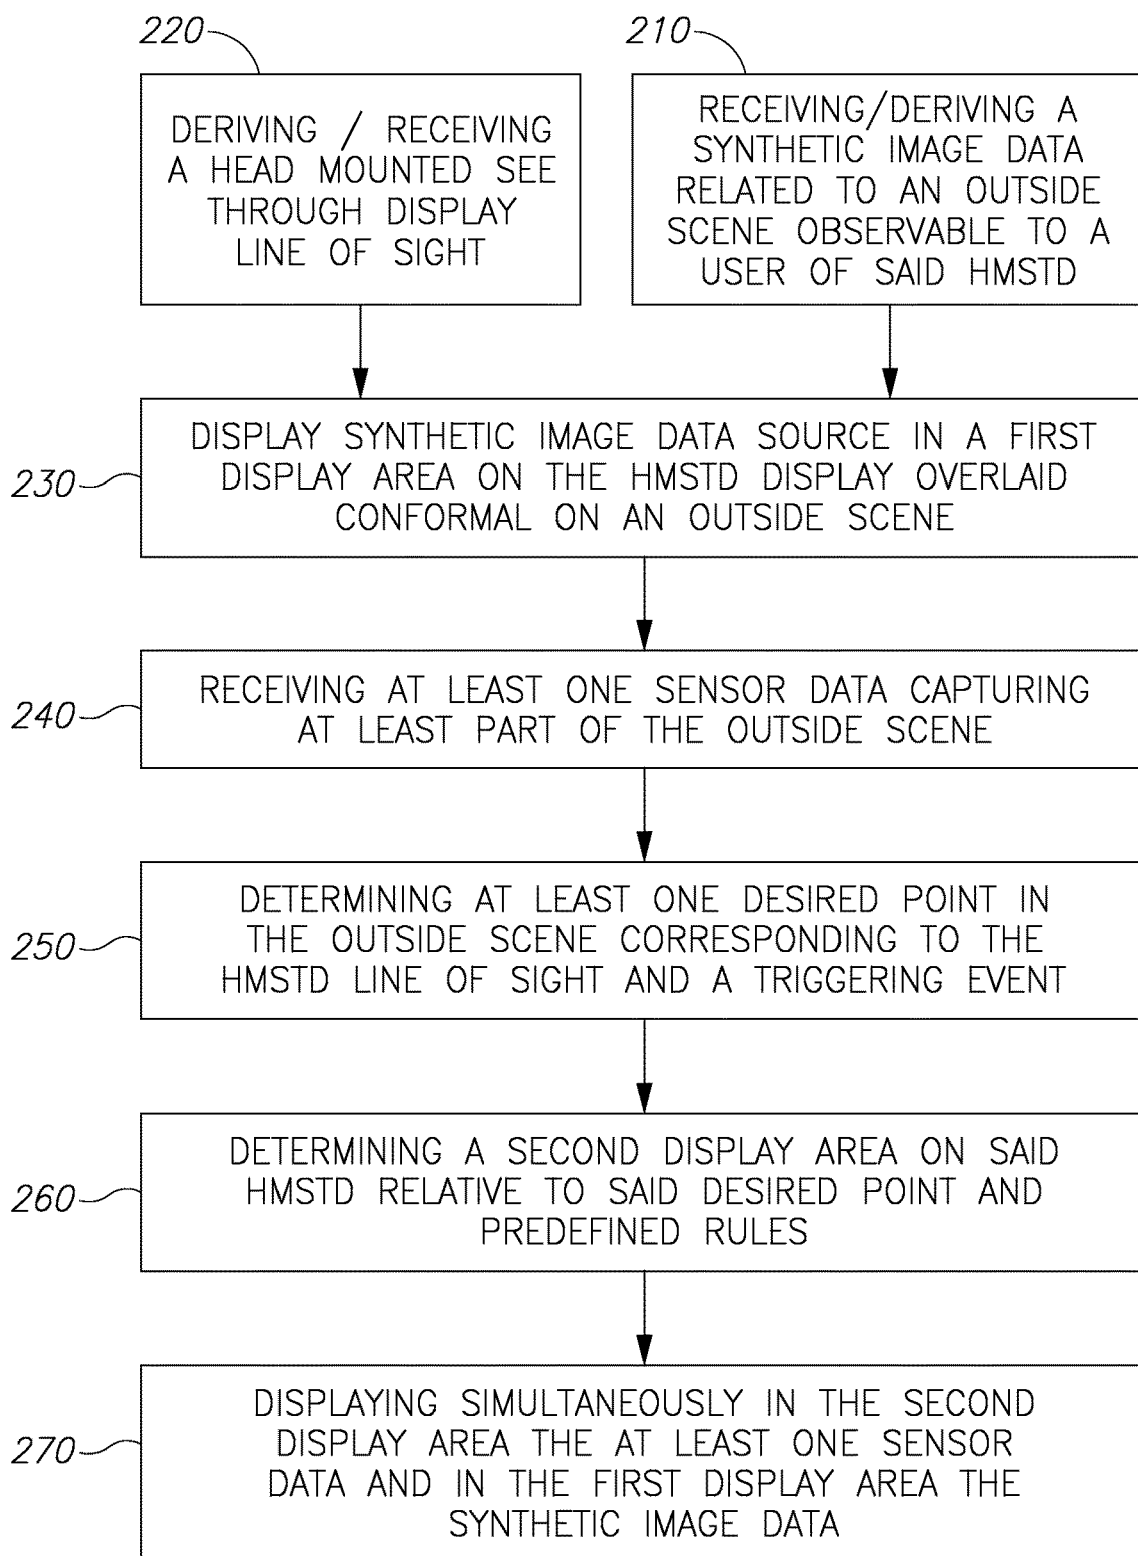 220
DERIVING / RECEIVING
A HEAD MOUNTED SEE
THROUGH DISPLAY
LINE OF SIGHT
210
RECEIVING/DERIVING A
SYNTHETIC IMAGE DATA
RELATED TO AN OUTSIDE
SCENE OBSERVABLE TO A
USER OF SAID HMSTD
230
DISPLAY SYNTHETIC IMAGE DATA SOURCE IN A FIRST
DISPLAY AREA ON THE HMSTD DISPLAY OVERLAID
CONFORMAL ON AN OUTSIDE SCENE
240
RECEIVING AT LEAST ONE SENSOR DATA CAPTURING
AT LEAST PART OF THE OUTSIDE SCENE
250
DETERMINING AT LEAST ONE DESIRED POINT IN
THE OUTSIDE SCENE CORRESPONDING TO THE
HMSTD LINE OF SIGHT AND A TRIGGERING EVENT
260
DETERMINING A SECOND DISPLAY AREA ON SAID
HMSTD RELATIVE TO SAID DESIRED POINT AND
PREDEFINED RULES
270
DISPLAYING SIMULTANEOUSLY IN THE SECOND
DISPLAY AREA THE AT LEAST ONE SENSOR
DATA AND IN THE FIRST DISPLAY AREA THE
SYNTHETIC IMAGE DATA